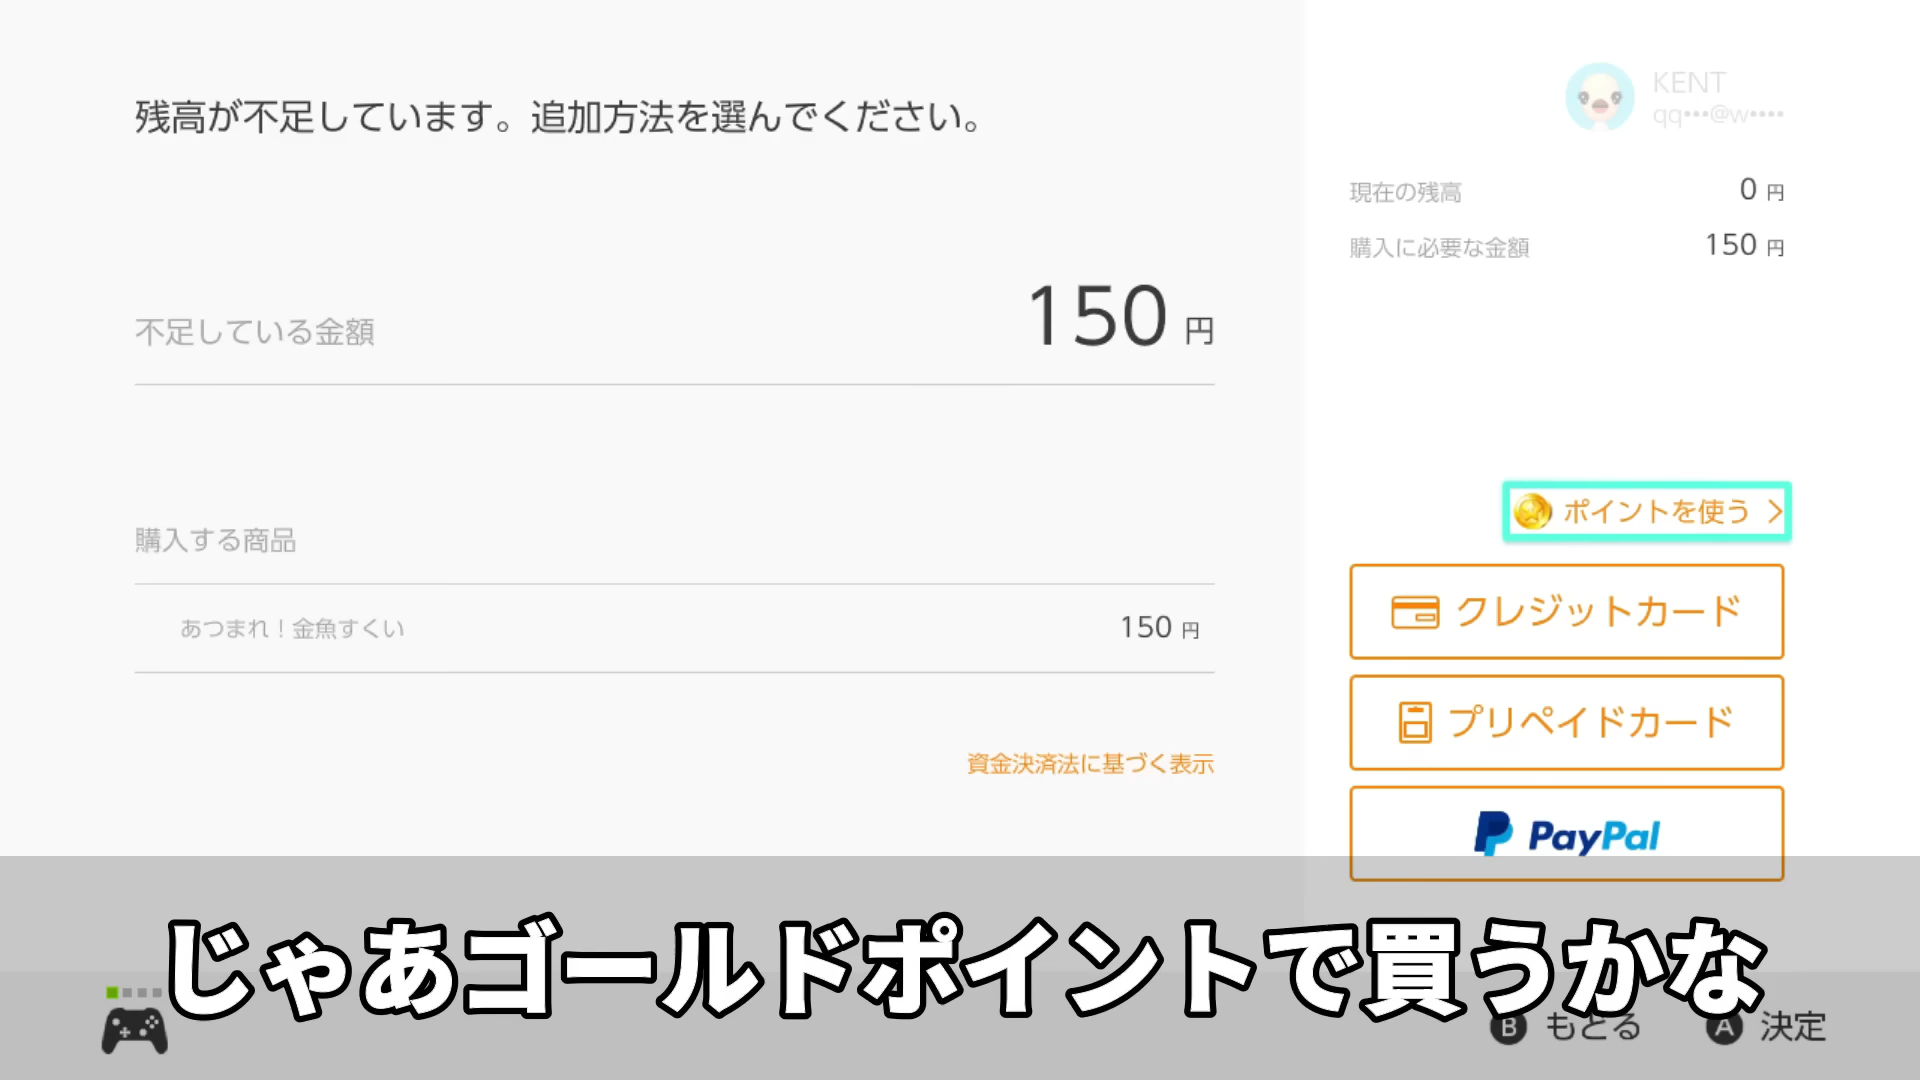 残高が不足しています。追加方法を選んでください。
KENT
qq•••@w••••
現在の残高 0 円
購入に必要な金額 150 円
不足している金額 150 円
購入する商品
あつまれ！金魚すくい 150 円
資金決済法に基づく表示
ポイントを使う
クレジットカード
プリペイドカード
PayPal
じゃあゴールドポイントで買うかな
B もどる A 決定